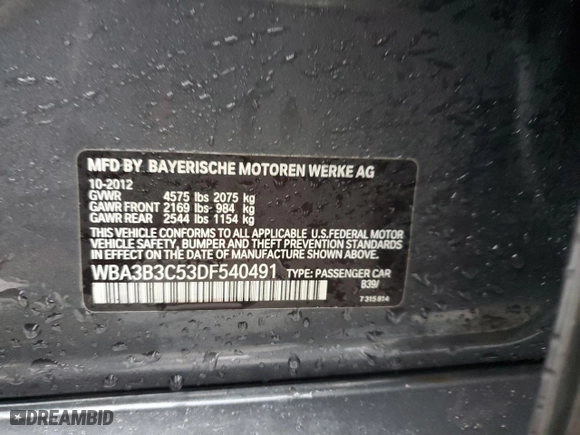 MFD BY BAYERISCHE MOTOREN WERKE AG
10-2012
GVWR 4575 lbs 2075 kg
GAWR FRONT 2169 lbs- 984 kg
GAWR REAR 2544 lbs 1154 kg
THIS VEHICLE CONFORMS TO ALL APPLICABLE U.S.FEDERAL MOTOR
VEHICLE SAFETY, BUMPER AND THEFT PREVENTION STANDARDS
IN EFFECT ON THE DATE OF MANUFACTURE SHOWN ABOVE.
WBA3B3C53DF540491 TYPE: PASSENGER CAR
B39/
7 315 814
DREAMBID